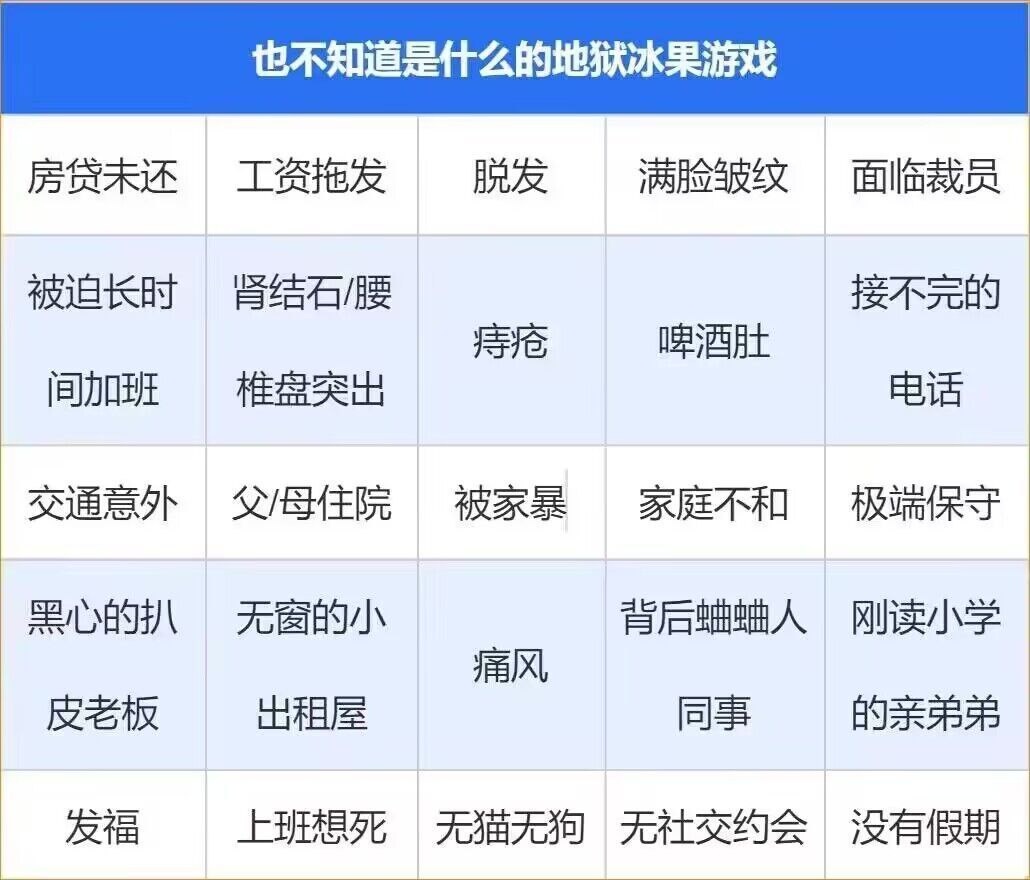 也不知道是什么的地狱冰果游戏
房贷未还 工资拖发 脱发 满脸皱纹 面临裁员
被迫长时 肾结石/腰 接不完的
痔疮 啤酒肚
间加班 椎盘突出 电话
交通意外 父/母住院 被家暴 家庭不和 极端保守
黑心的扒 无窗的小 背后蛐蛐人 刚读小学
痛风
皮老板 出租屋 同事 的亲弟弟
发福 上班想死 无猫无狗 无社交约会 没有假期